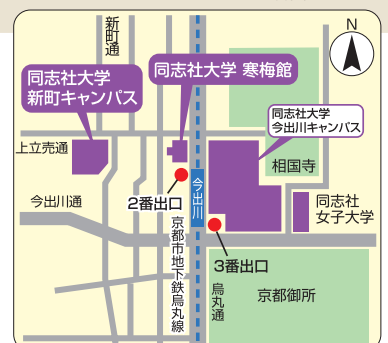 新町通
N
同志社大学
新町キャンパス
同志社大学 寒梅館
同志社大学
今出川キャンパス
上立売通
相国寺
今出川通
2番出口
今出川
同志社
女子大学
京都市地下鉄烏丸線
3番出口
烏丸通
京都御所